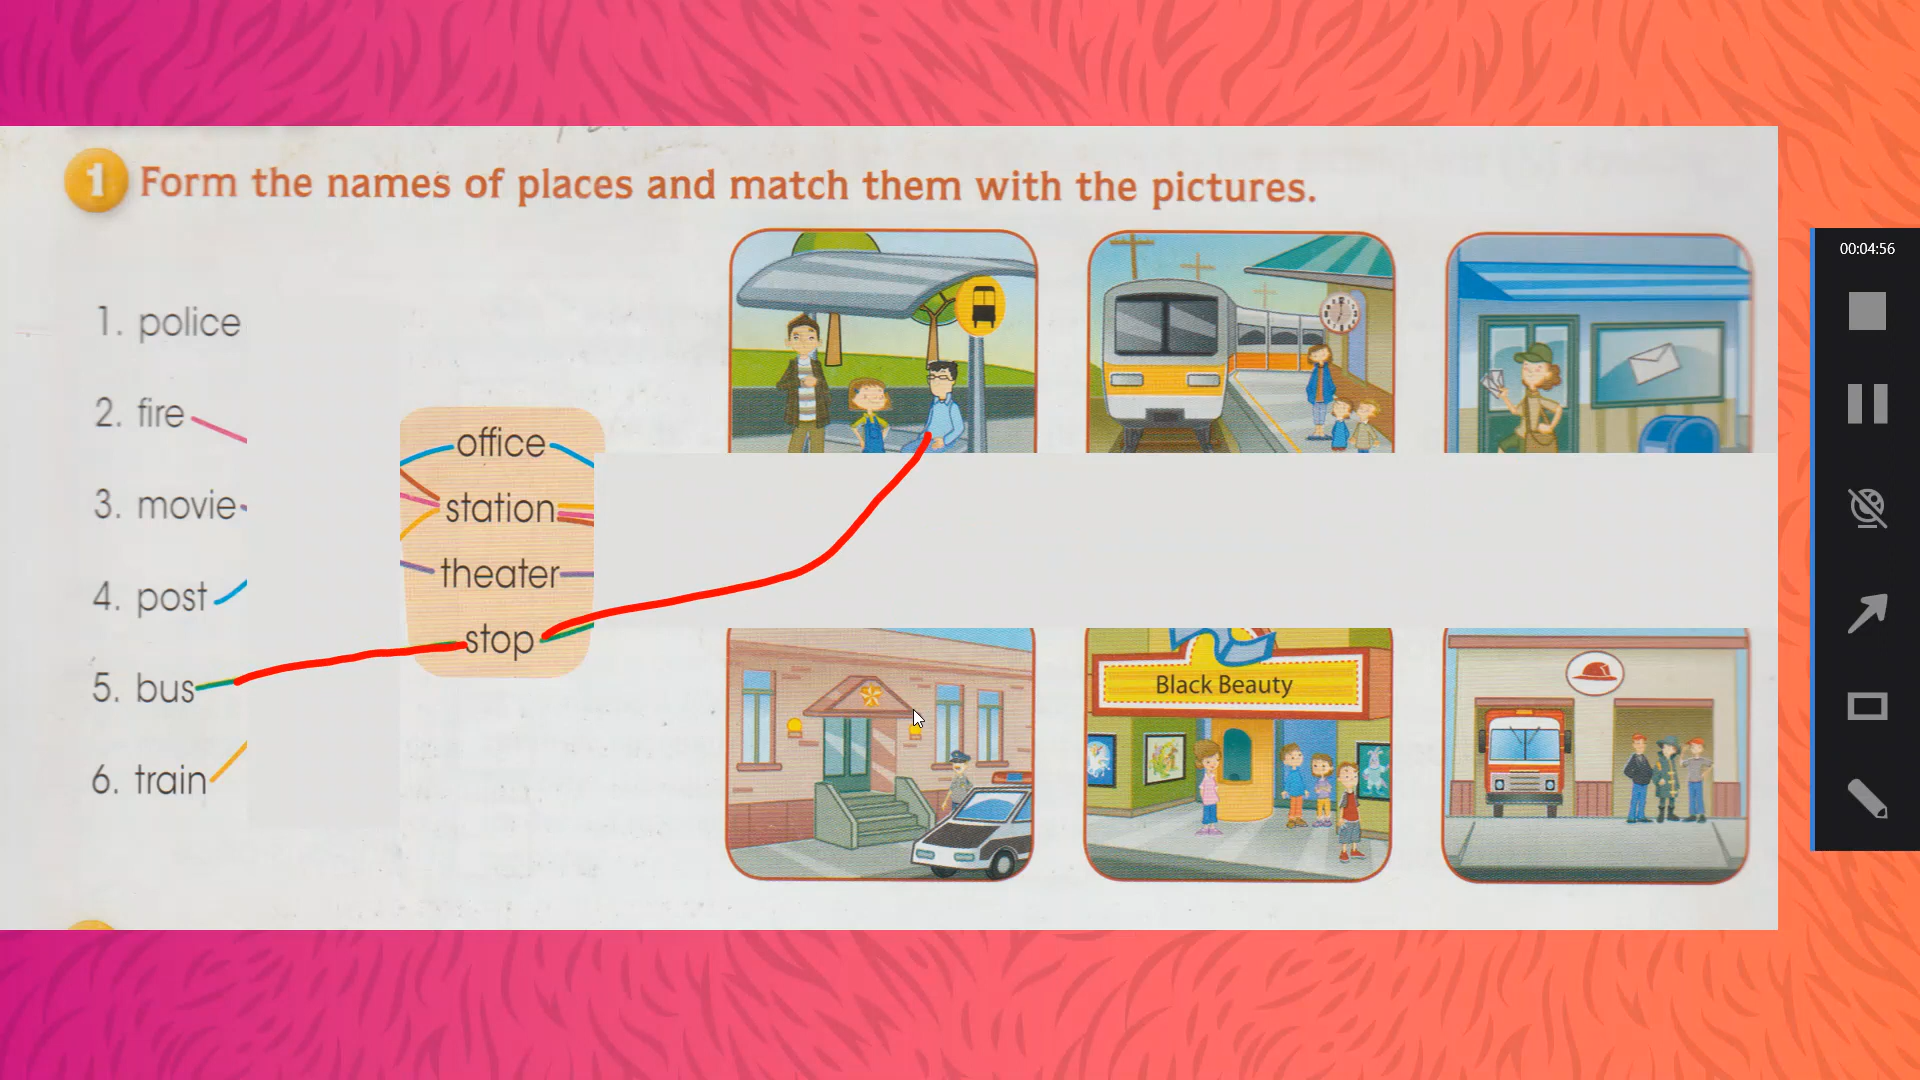 1 Form the names of places and match them with the pictures.
1. police
2. fire
3. movie
4. post
5. bus
6. train
office
station
theater
stop
Black Beauty
00:04:56